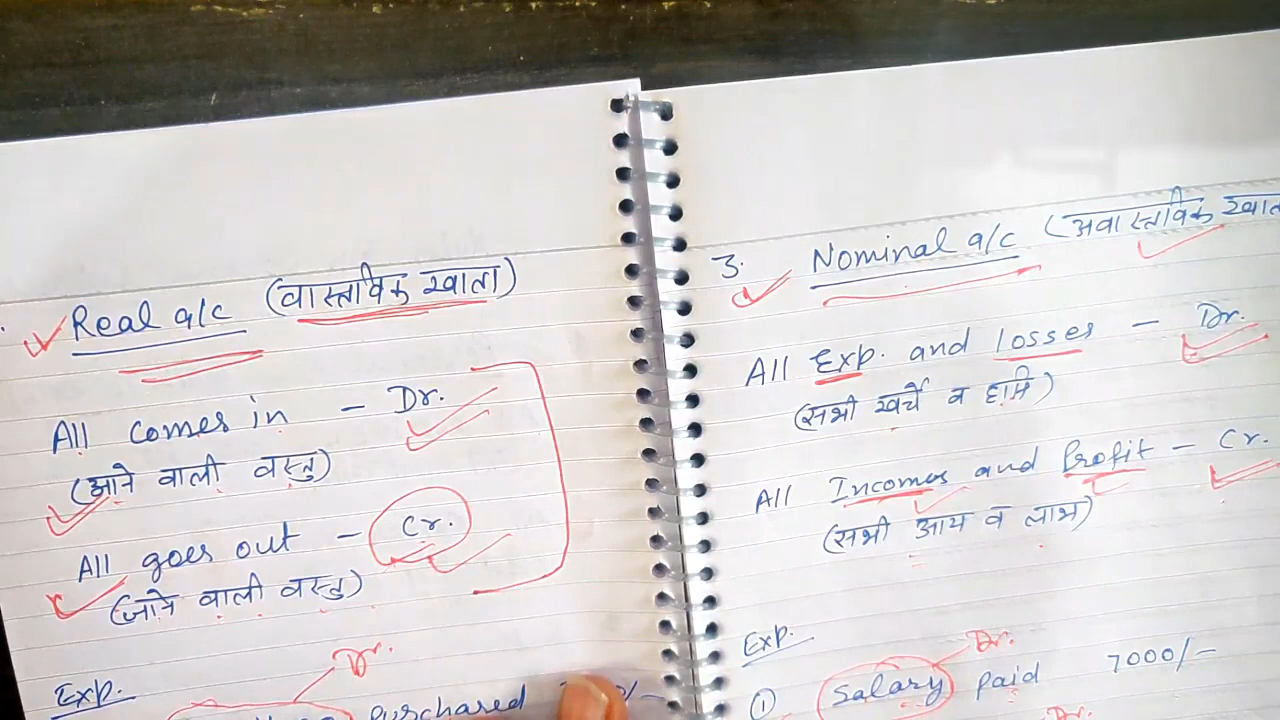 Real a/c (वास्तविक खाता)
All comes in - Dr.
(आने वाली वस्तु)
All goes out - Cr.
(जाने वाली वस्तु)
Dr.
Exp.
purchased
3. Nominal a/c (अवास्तविक
All Exp. and losses - Dr.
(सभी खर्चे व हानि)
All Incomes and Profit - Cr.
(सभी आय व लाभ)
Exp.
Dr.
① Salary paid 7000/-
Dr.